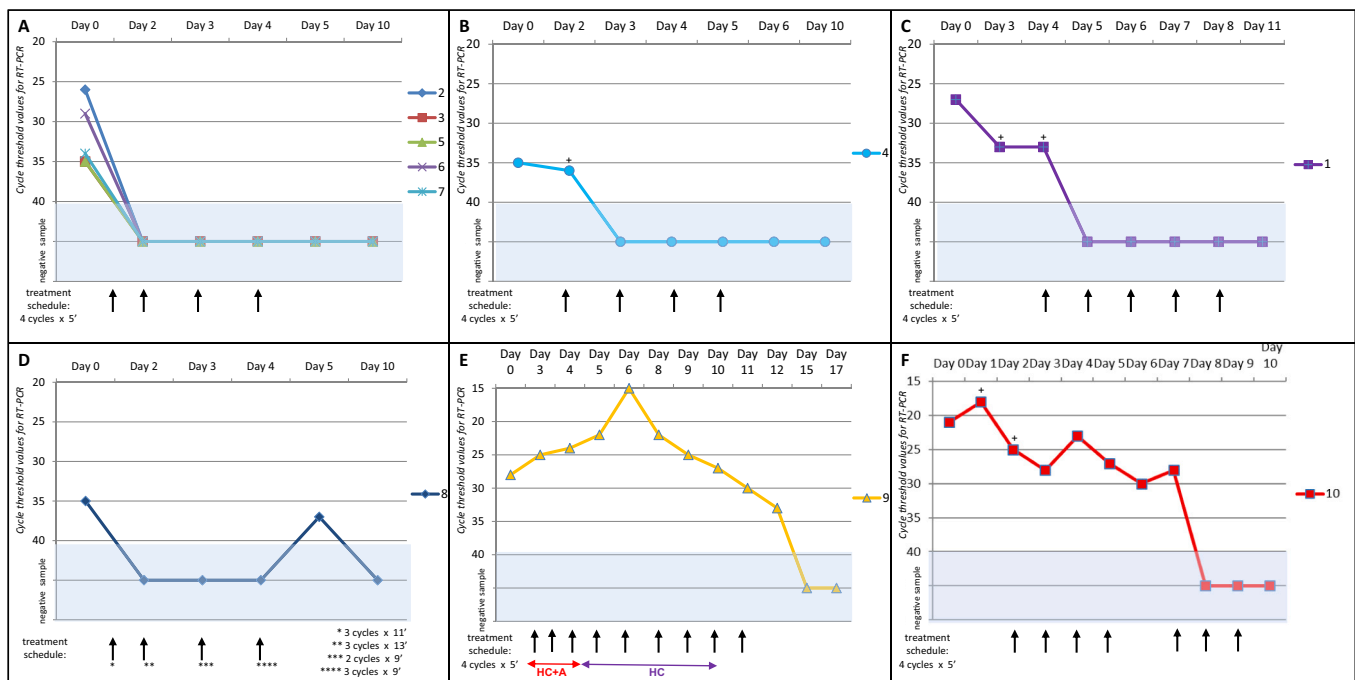 A
Day 0 Day 2 Day 3 Day 4 Day 5 Day 10
Cycle threshold values for RT-PCR
20
25
30
35
40
negative sample
2
3
5
6
7
treatment
schedule:
4 cycles x 5′
B
Day 0 Day 2 Day 3 Day 4 Day 5 Day 6 Day 10
Cycle threshold values for RT-PCR
20
25
30
35
40
negative sample
+
4
treatment
schedule:
4 cycles x 5′
C
Day 0 Day 3 Day 4 Day 5 Day 6 Day 7 Day 8 Day 11
Cycle threshold values for RT-PCR
20
25
30
35
40
negative sample
+ +
1
treatment
schedule:
4 cycles x 5′
D
Day 0 Day 2 Day 3 Day 4 Day 5 Day 10
Cycle threshold values for RT-PCR
20
25
30
35
40
negative sample
8
treatment
schedule:
* ** *** ****
* 3 cycles x 11′
** 3 cycles x 13′
*** 2 cycles x 9′
**** 3 cycles x 9′
E
Day Day Day Day Day Day Day Day Day Day Day Day
0 3 4 5 6 8 9 10 11 12 15 17
Cycle threshold values for RT-PCR
15
20
25
30
35
40
negative sample
9
treatment
schedule:
4 cycles x 5′
HC+A HC
F
Day 0 Day 1 Day 2 Day 3 Day 4 Day 5 Day 6 Day 7 Day 8 Day 9 Day
10
Cycle threshold values for RT-PCR
15
20
25
30
35
40
negative sample
+
+
10
treatment
schedule:
4 cycles x 5′